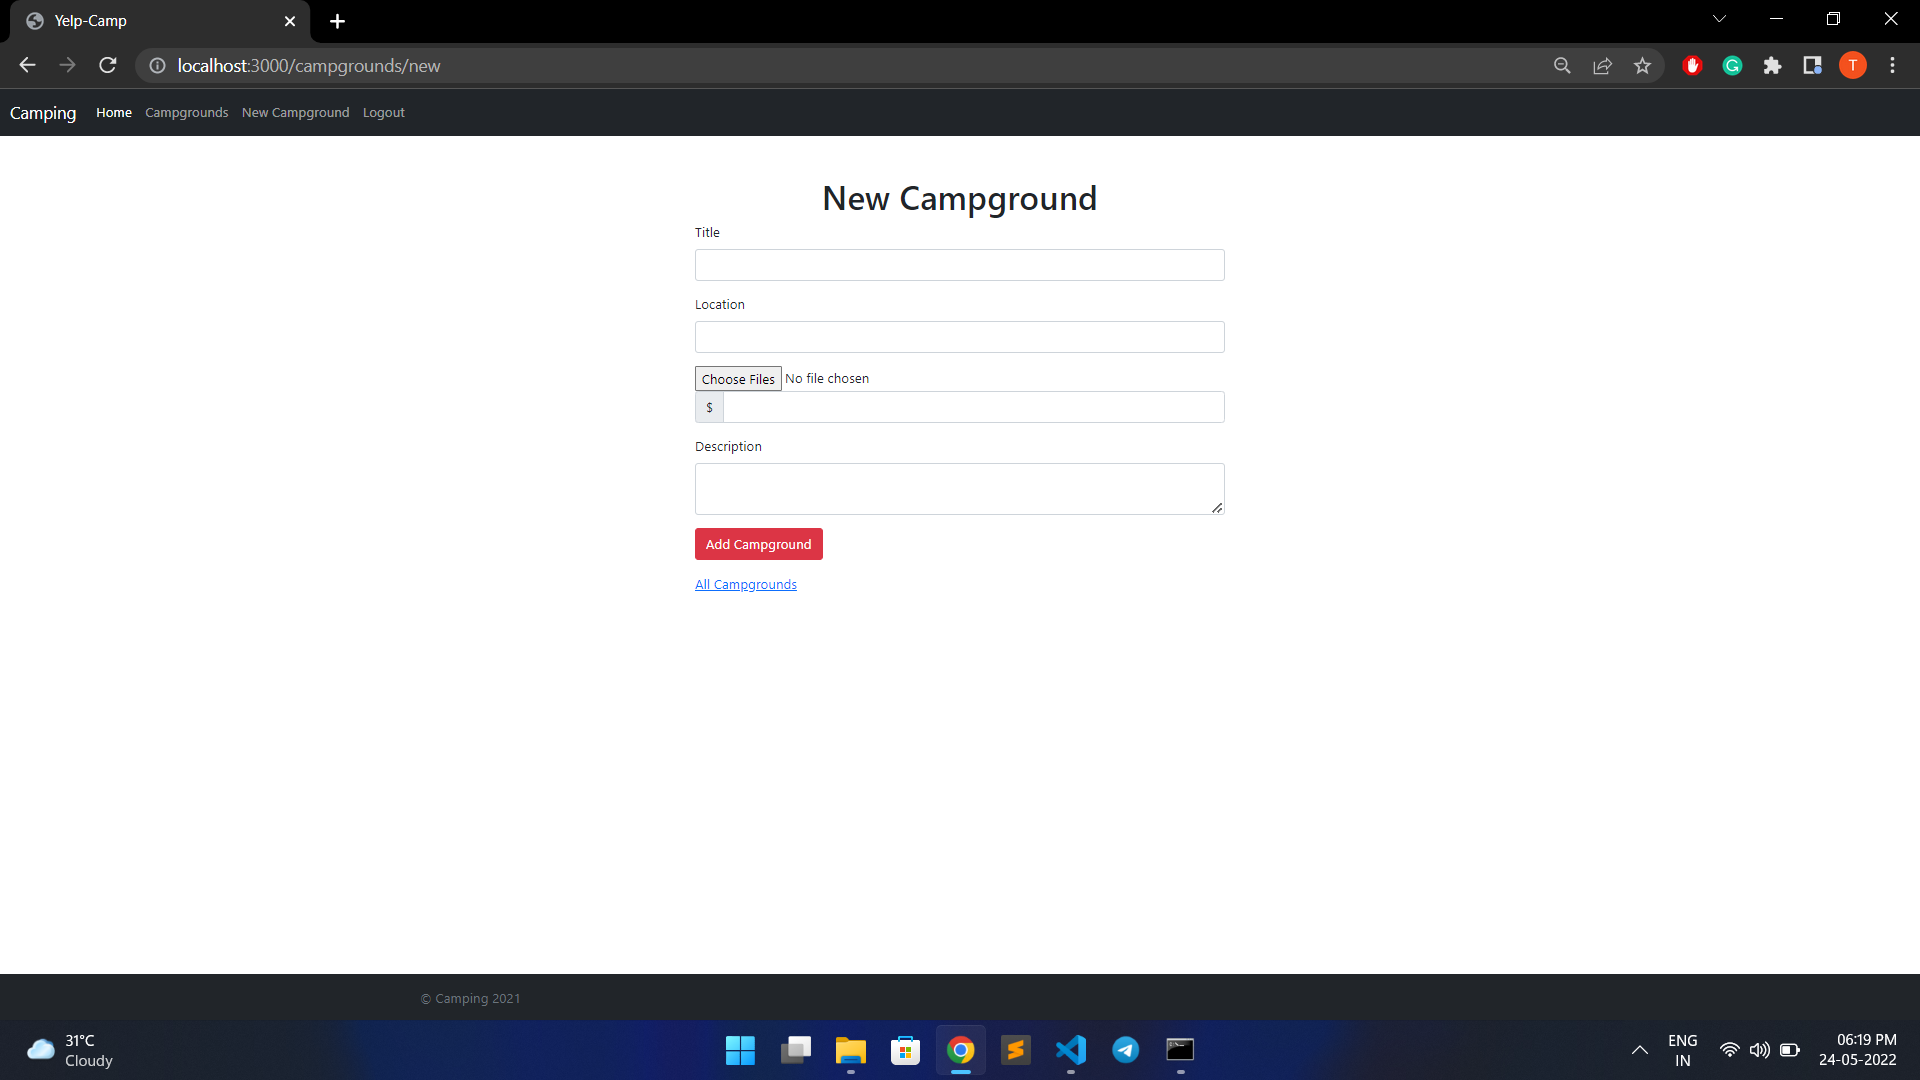 Yelp-Camp
localhost:3000/campgrounds/new
T
Camping Home Campgrounds New Campground Logout
New Campground
Title
Location
Choose Files No file chosen
$
Description
Add Campground
All Campgrounds
© Camping 2021
31°C
Cloudy
ENG
IN
06:19 PM
24-05-2022